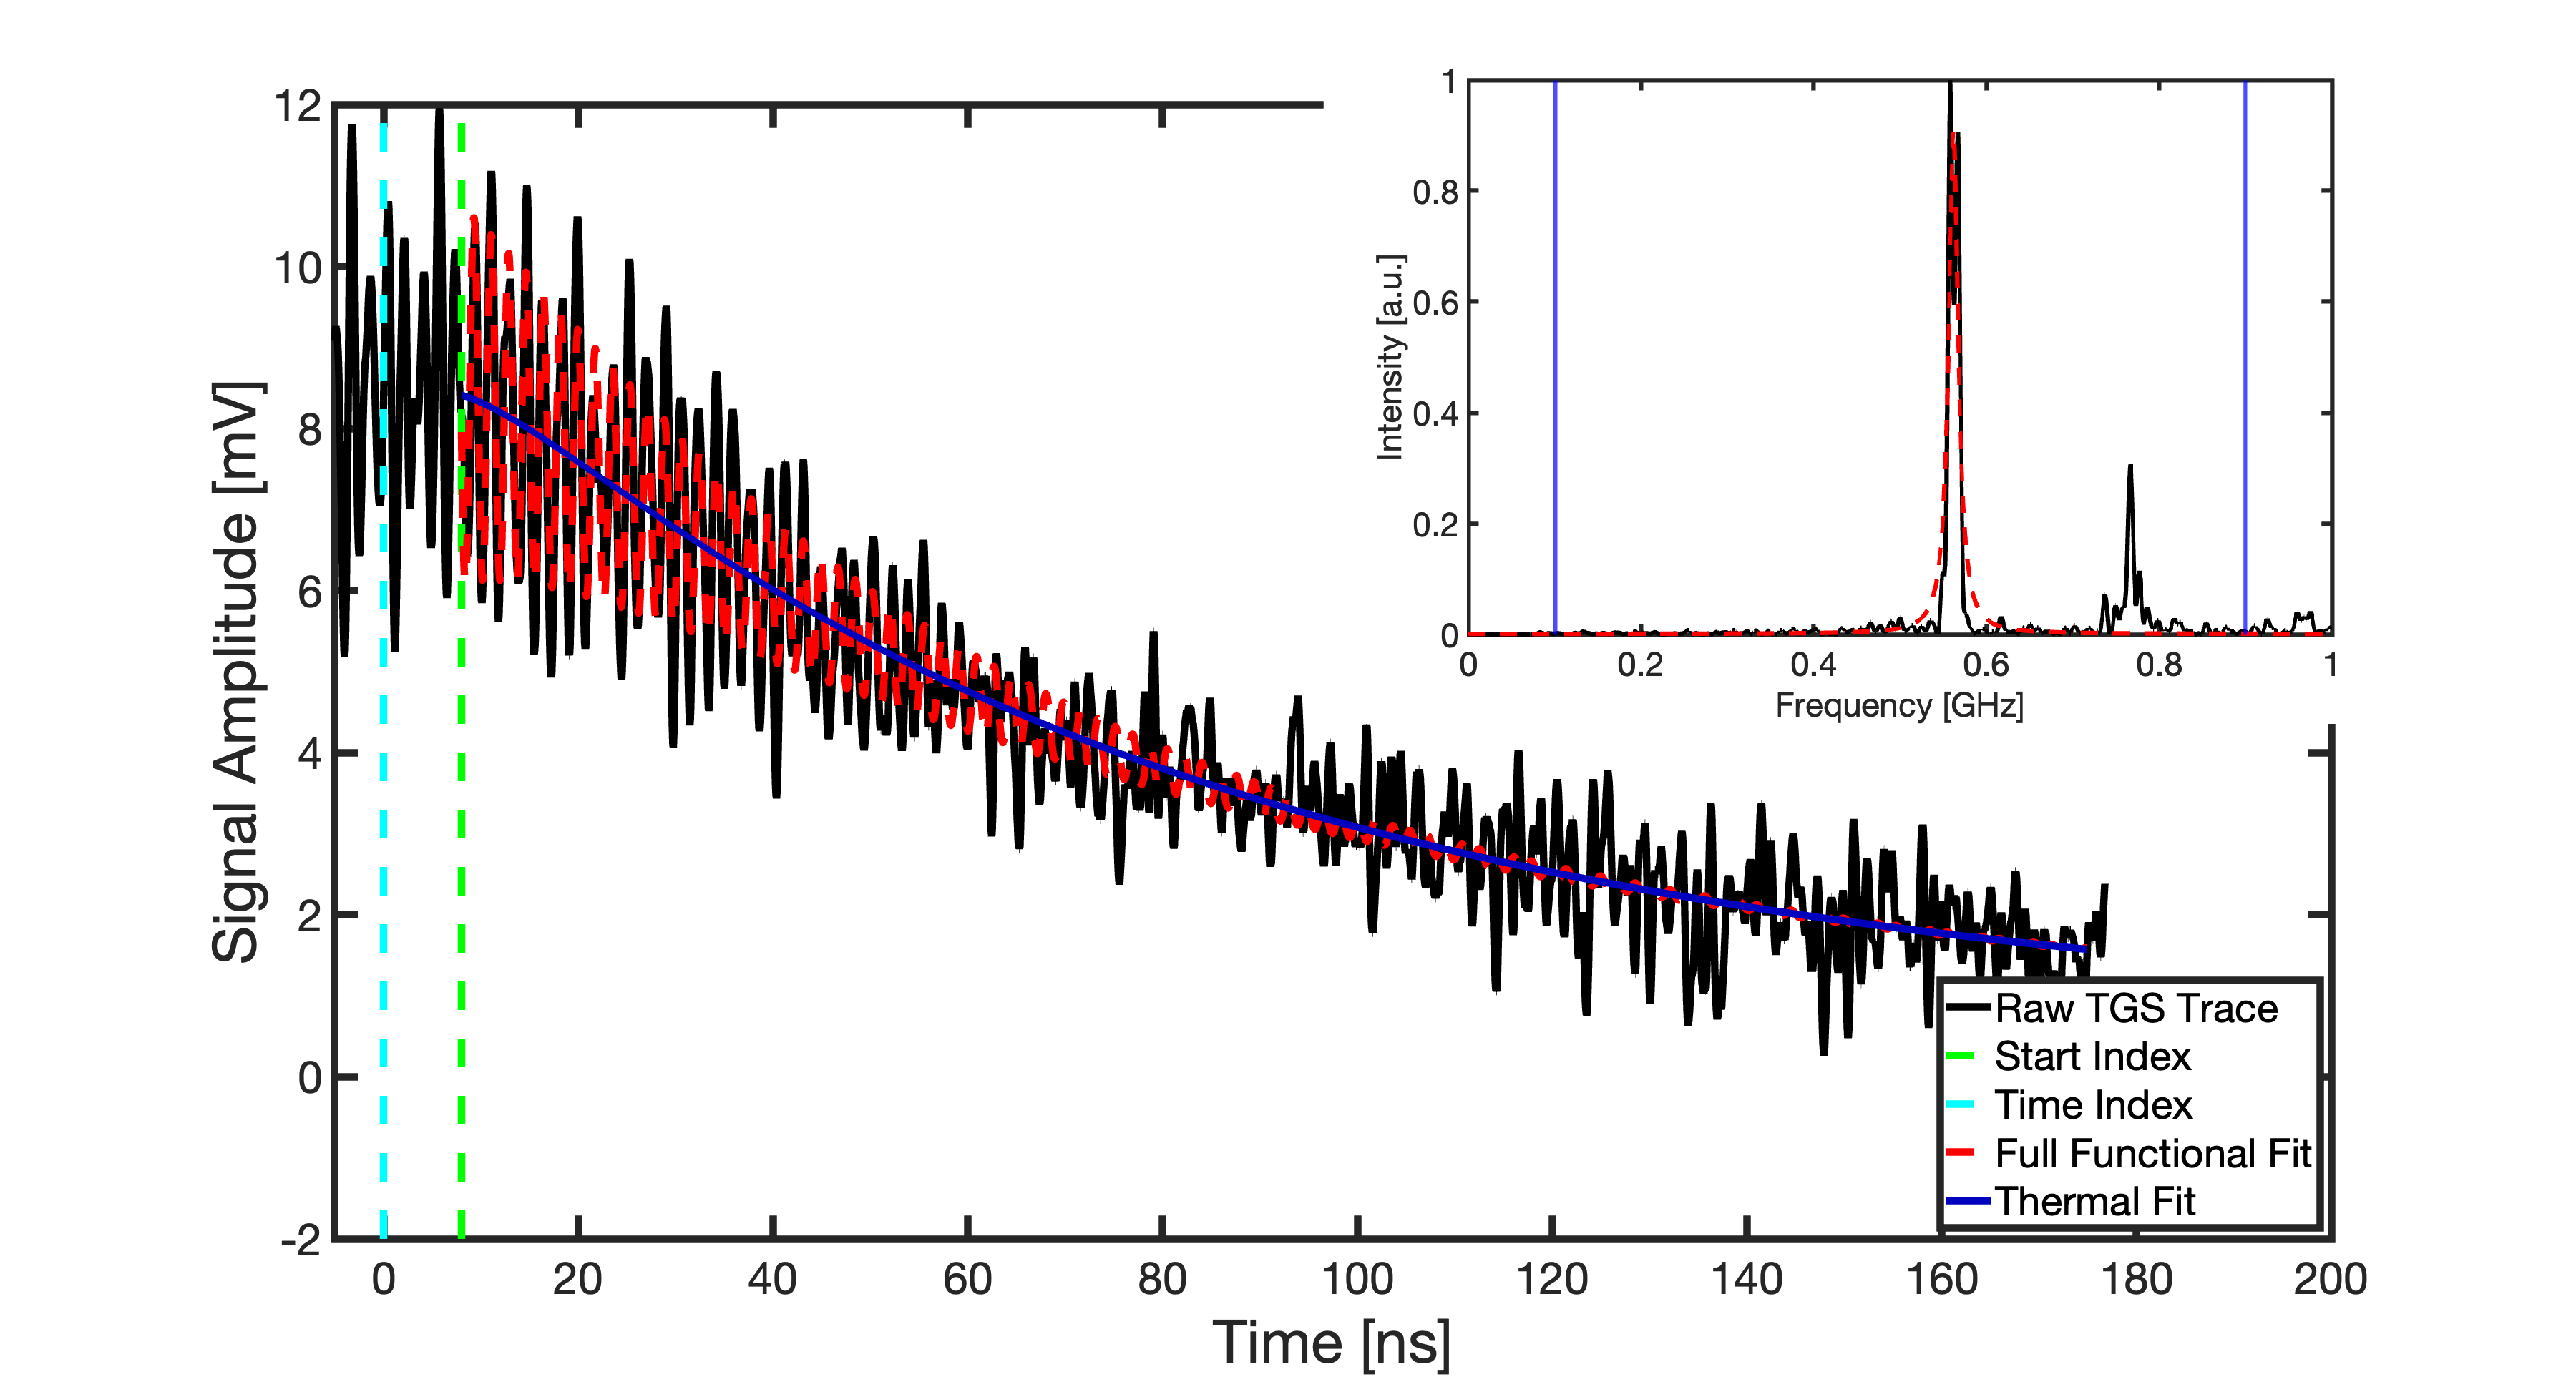 12
10
8
6
4
2
0
-2
Signal Amplitude [mV]
0 20 40 60 80 100 120 140 160 180 200
Time [ns]
1
0.8
0.6
0.4
0.2
0
Intensity [a.u.]
0 0.2 0.4 0.6 0.8 1
Frequency [GHz]
Raw TGS Trace
Start Index
Time Index
Full Functional Fit
Thermal Fit